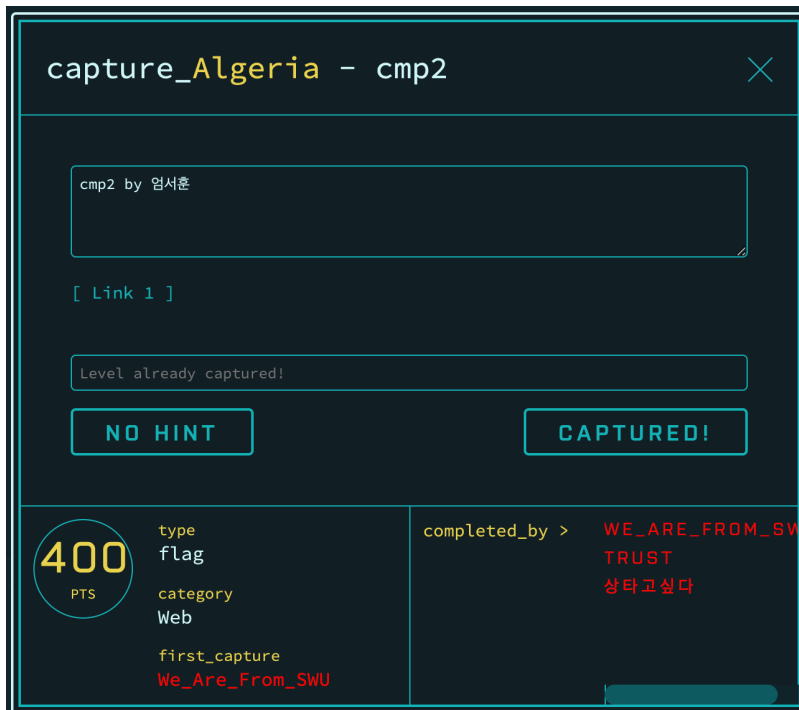 capture_Algeria - cmp2
cmp2 by 엄서훈
[ Link 1 ]
Level already captured!
NO HINT
CAPTURED!
400
PTS
type
flag
category
Web
first_capture
We_Are_From_SWU
completed_by >
WE_ARE_FROM_SW
TRUST
상타고싶다